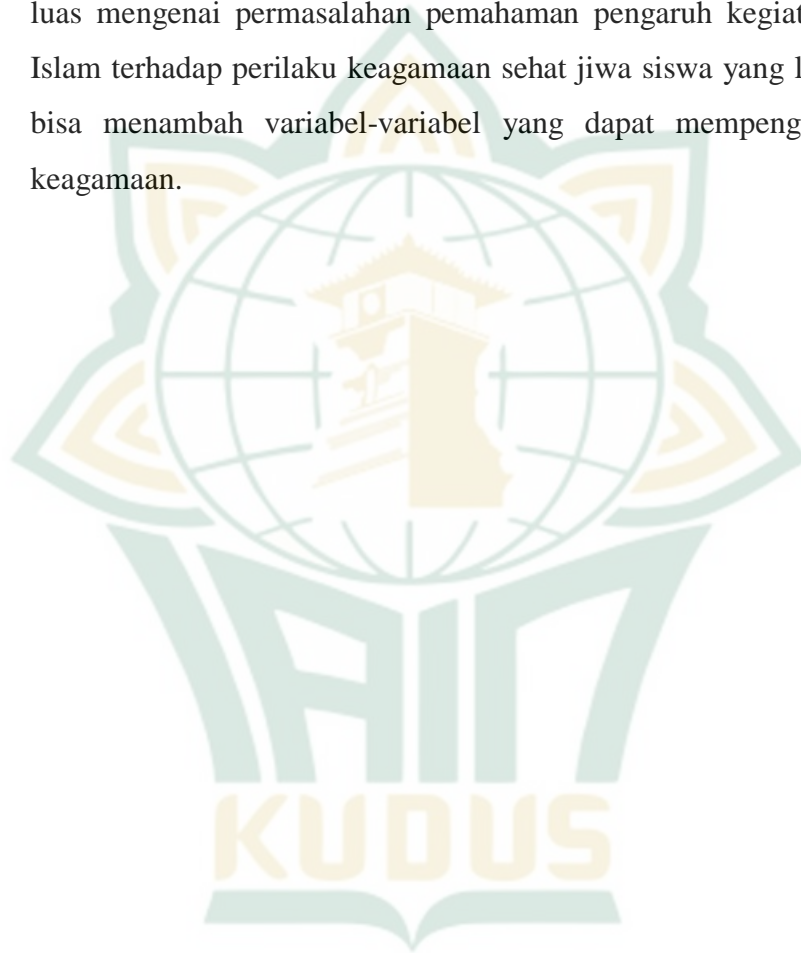 luas mengenai permasalahan pemahaman pengaruh kegiat
Islam terhadap perilaku keagamaan sehat jiwa siswa yang l
bisa menambah variabel-variabel yang dapat mempeng
keagamaan.
IAIN
KUDUS